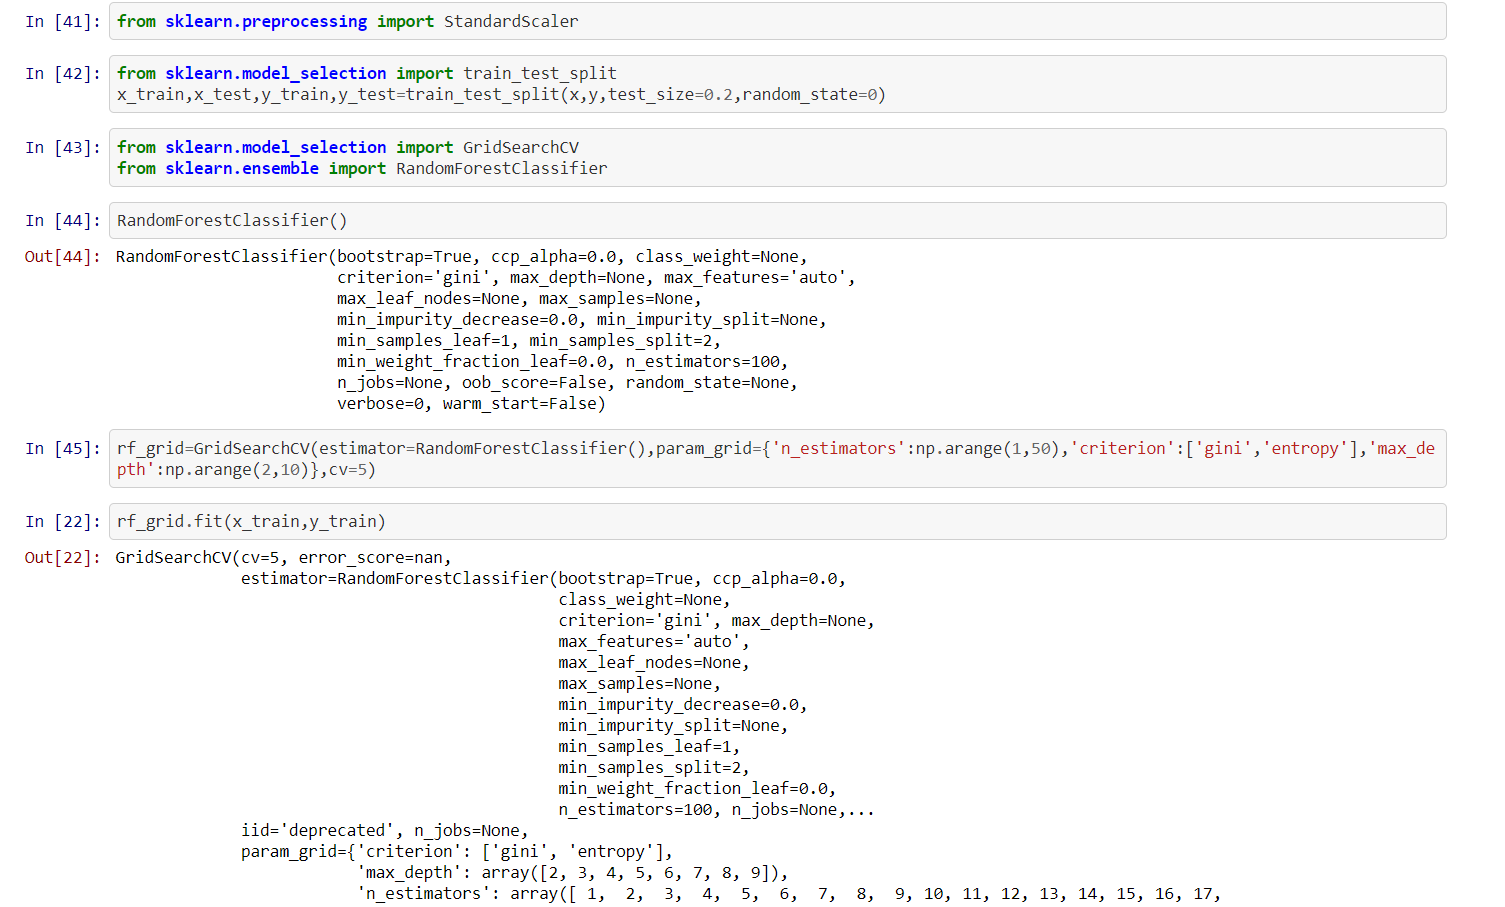 In [41]: from sklearn.preprocessing import StandardScaler
In [42]: from sklearn.model_selection import train_test_split
x_train,x_test,y_train,y_test=train_test_split(x,y,test_size=0.2,random_state=0)
In [43]: from sklearn.model_selection import GridSearchCV
from sklearn.ensemble import RandomForestClassifier
In [44]: RandomForestClassifier()
Out[44]: RandomForestClassifier(bootstrap=True, ccp_alpha=0.0, class_weight=None,
criterion='gini', max_depth=None, max_features='auto',
max_leaf_nodes=None, max_samples=None,
min_impurity_decrease=0.0, min_impurity_split=None,
min_samples_leaf=1, min_samples_split=2,
min_weight_fraction_leaf=0.0, n_estimators=100,
n_jobs=None, oob_score=False, random_state=None,
verbose=0, warm_start=False)
In [45]: rf_grid=GridSearchCV(estimator=RandomForestClassifier(),param_grid={'n_estimators':np.arange(1,50),'criterion':['gini','entropy'],'max_de
pth':np.arange(2,10)},cv=5)
In [22]: rf_grid.fit(x_train,y_train)
Out[22]: GridSearchCV(cv=5, error_score=nan,
estimator=RandomForestClassifier(bootstrap=True, ccp_alpha=0.0,
class_weight=None,
criterion='gini', max_depth=None,
max_features='auto',
max_leaf_nodes=None,
max_samples=None,
min_impurity_decrease=0.0,
min_impurity_split=None,
min_samples_leaf=1,
min_samples_split=2,
min_weight_fraction_leaf=0.0,
n_estimators=100, n_jobs=None,...
iid='deprecated', n_jobs=None,
param_grid={'criterion': ['gini', 'entropy'],
'max_depth': array([2, 3, 4, 5, 6, 7, 8, 9]),
'n_estimators': array([ 1,  2,  3,  4,  5,  6,  7,  8,  9, 10, 11, 12, 13, 14, 15, 16, 17,